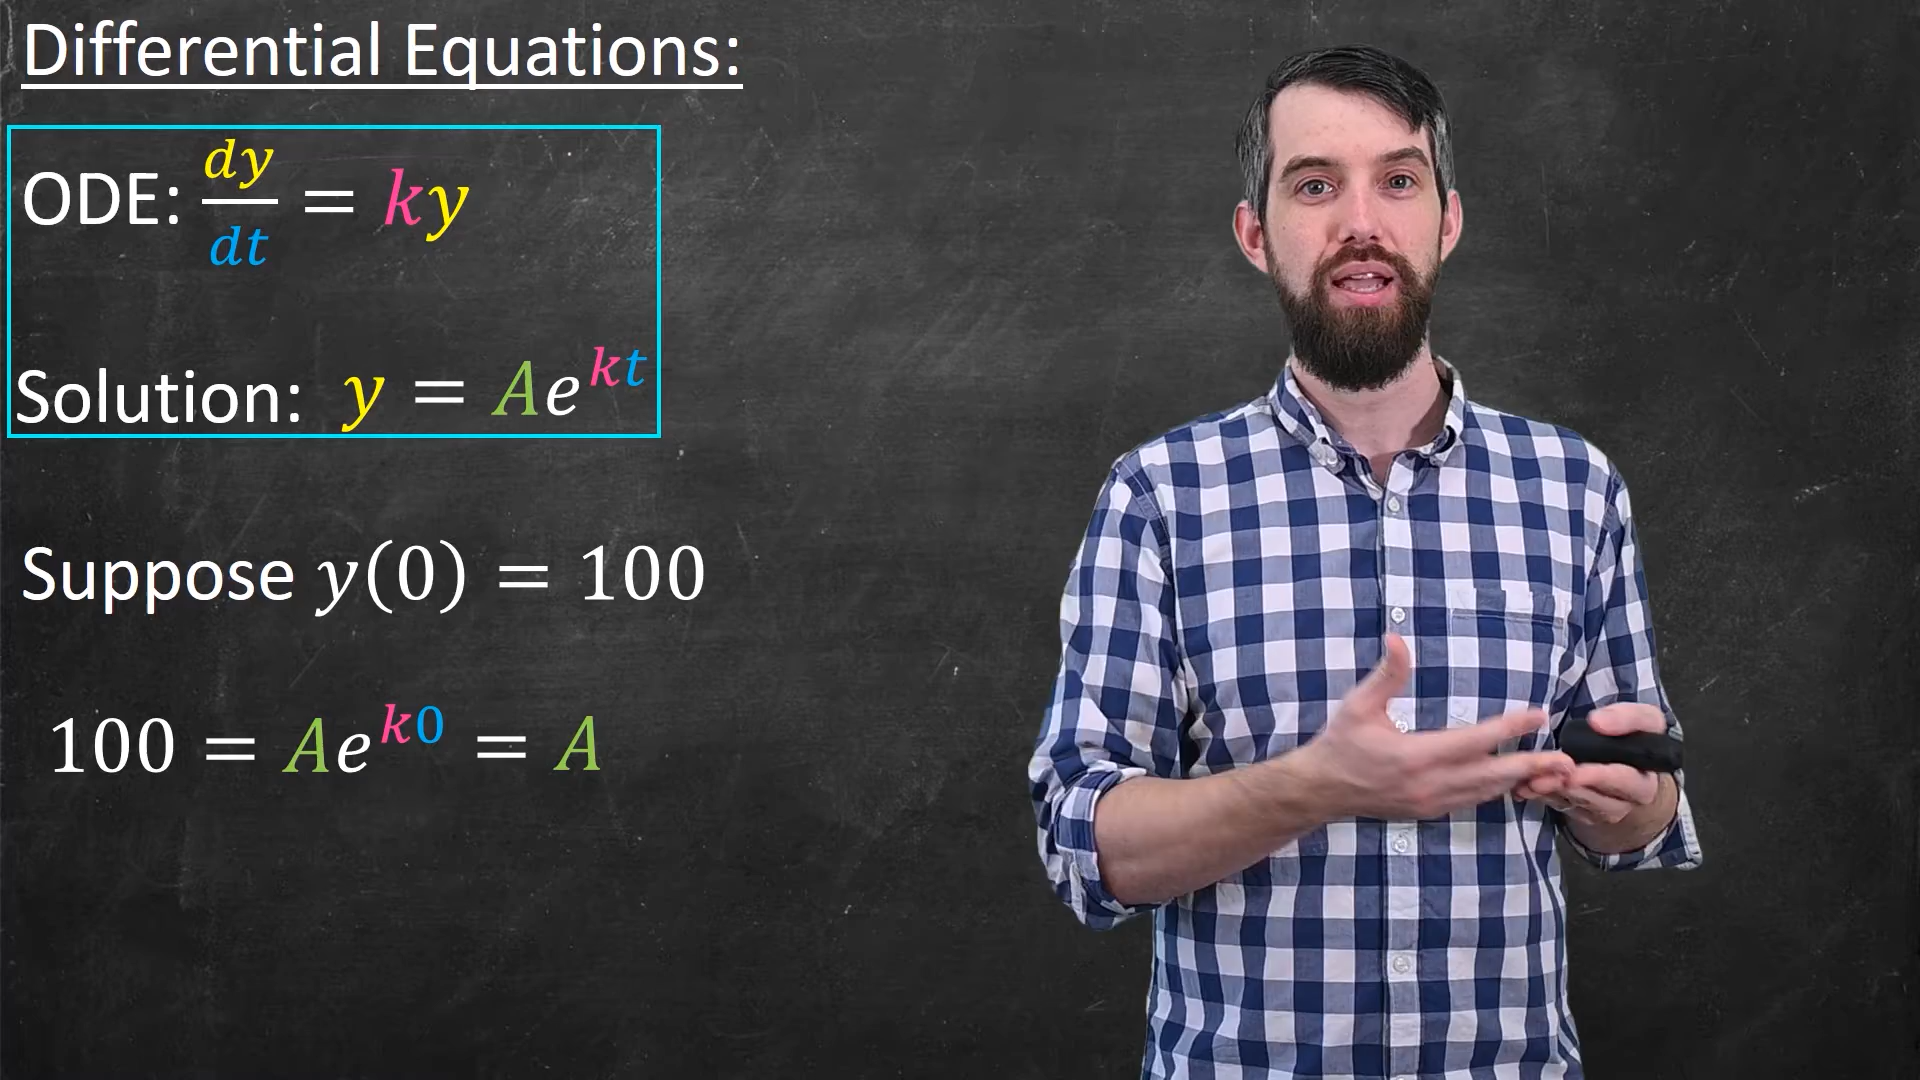 Differential Equations:
ODE: dy/dt = ky
Solution: y = Ae^{kt}
Suppose y(0) = 100
100 = Ae^{k0} = A